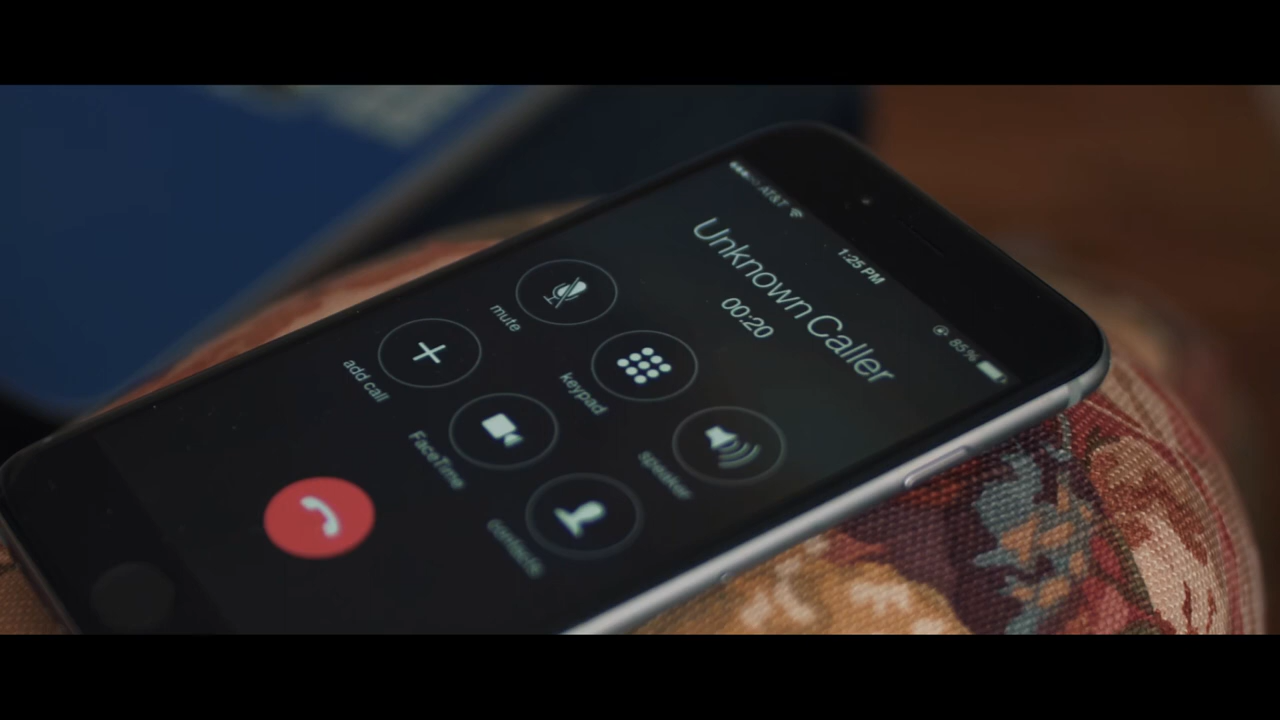 AT&T
1:25 PM
85%
Unknown Caller
00:20
mute
keypad
speaker
add call
FaceTime
contacts